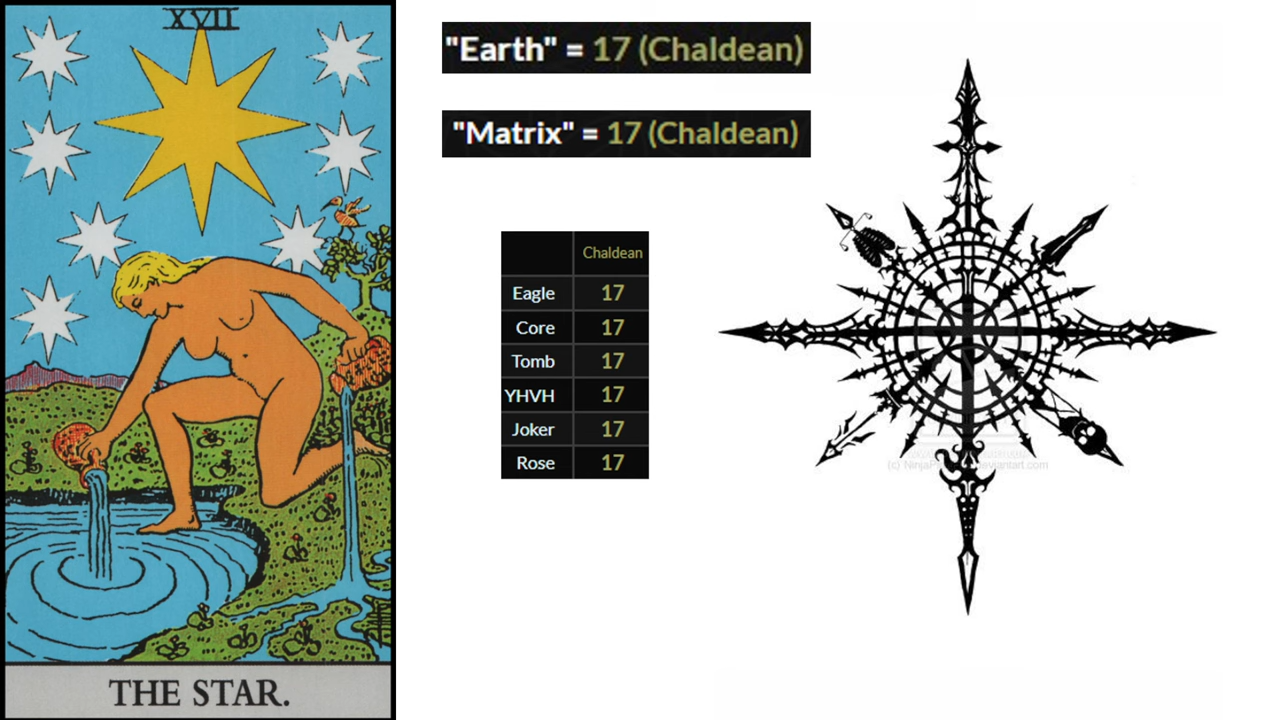 XVII
THE STAR.
"Earth" = 17 (Chaldean)
"Matrix" = 17 (Chaldean)
Chaldean
Eagle 17
Core 17
Tomb 17
YHVH 17
Joker 17
Rose 17